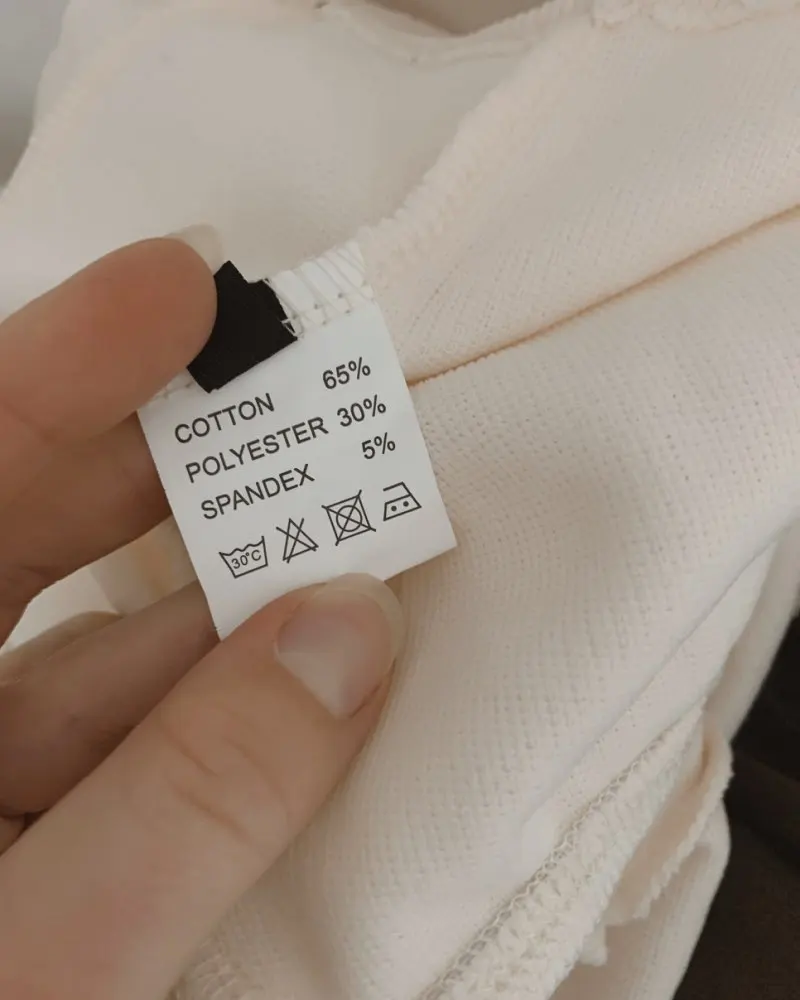 COTTON 65%
POLYESTER 30%
SPANDEX 5%
30°C